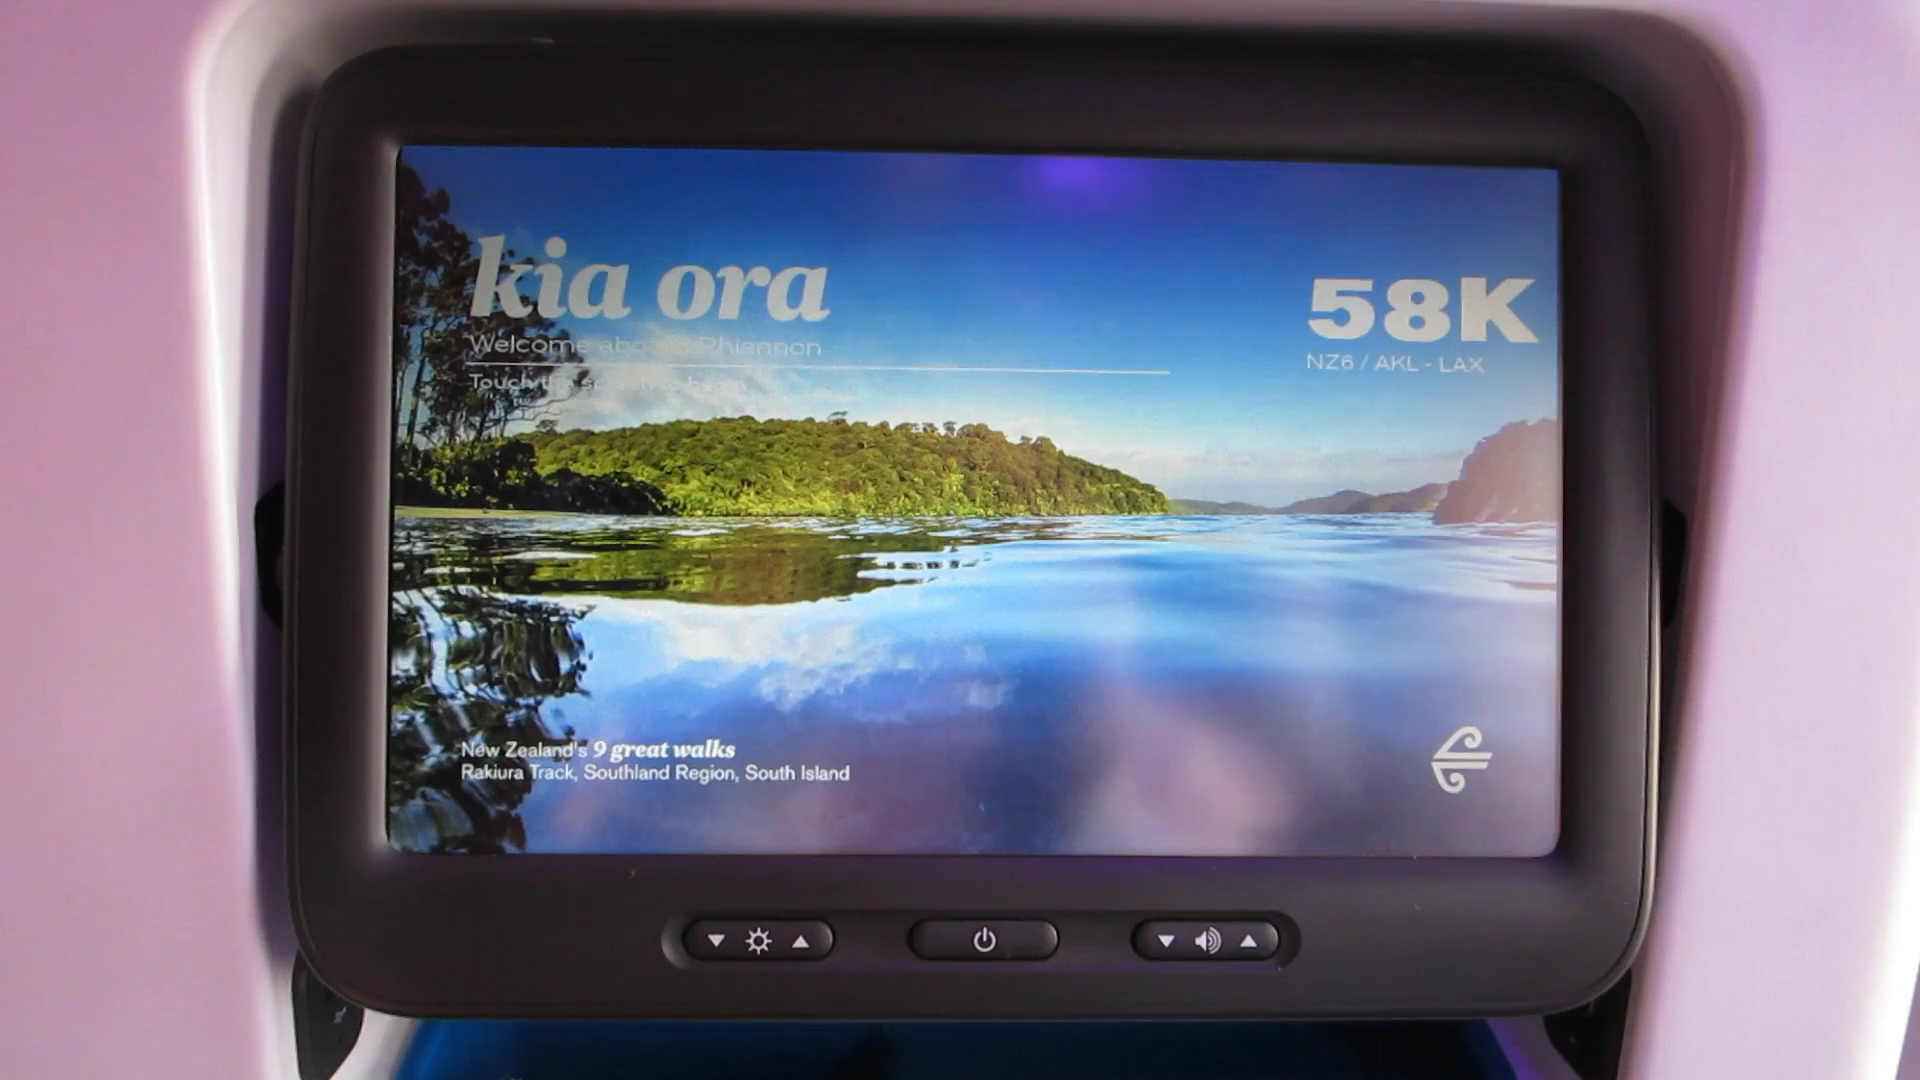 kia ora
Welcome aboard Rhiannon
Touch the screen to begin
58K
NZ6 / AKL - LAX
New Zealand's 9 great walks
Rakiura Track, Southland Region, South Island